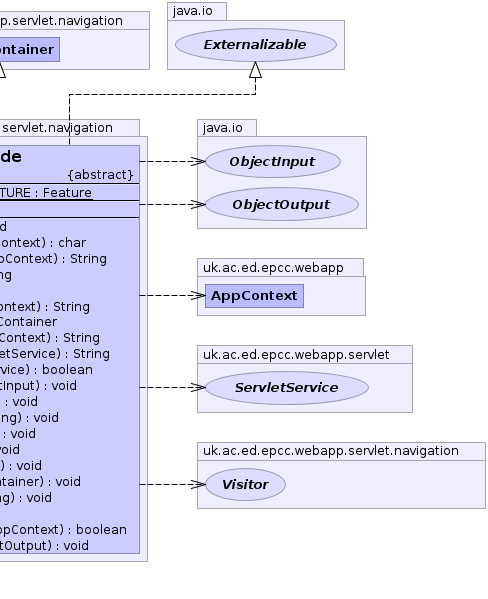 p.servlet.navigation
ontainer
java.io
Externalizable
servlet.navigation
de
{abstract}
TURE : Feature
d
ontext) : char
pContext) : String
ng
ontext) : String
Container
Context) : String
etService) : String
vice) : boolean
tInput) : void
: void
ng) : void
: void
void
) : void
tainer) : void
ng) : void
ppContext) : boolean
tOutput) : void
java.io
ObjectInput
ObjectOutput
uk.ac.ed.epcc.webapp
AppContext
uk.ac.ed.epcc.webapp.servlet
ServletService
uk.ac.ed.epcc.webapp.servlet.navigation
Visitor